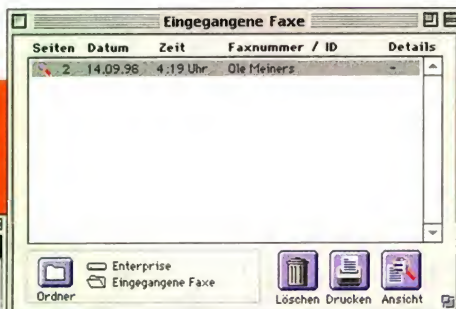 Eingegangene Faxe
Seiten Datum Zeit Faxnummer / ID Details
2 14.09.98 4:19 Uhr Ole Meiners -
Enterprise
Eingegangene Faxe
Ordner Löschen Drucken Ansicht